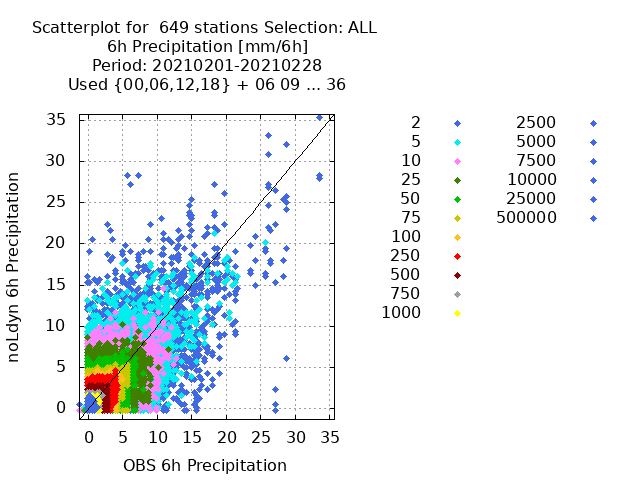 Scatterplot for  649 stations Selection: ALL
6h Precipitation [mm/6h]
Period: 20210201-20210228
Used {00,06,12,18} + 06 09 ... 36
noLdyn 6h Precipitation
35
30
25
20
15
10
5
0
0 5 10 15 20 25 30 35
OBS 6h Precipitation
2 2500
5 5000
10 7500
25 10000
50 25000
75 500000
100
250
500
750
1000